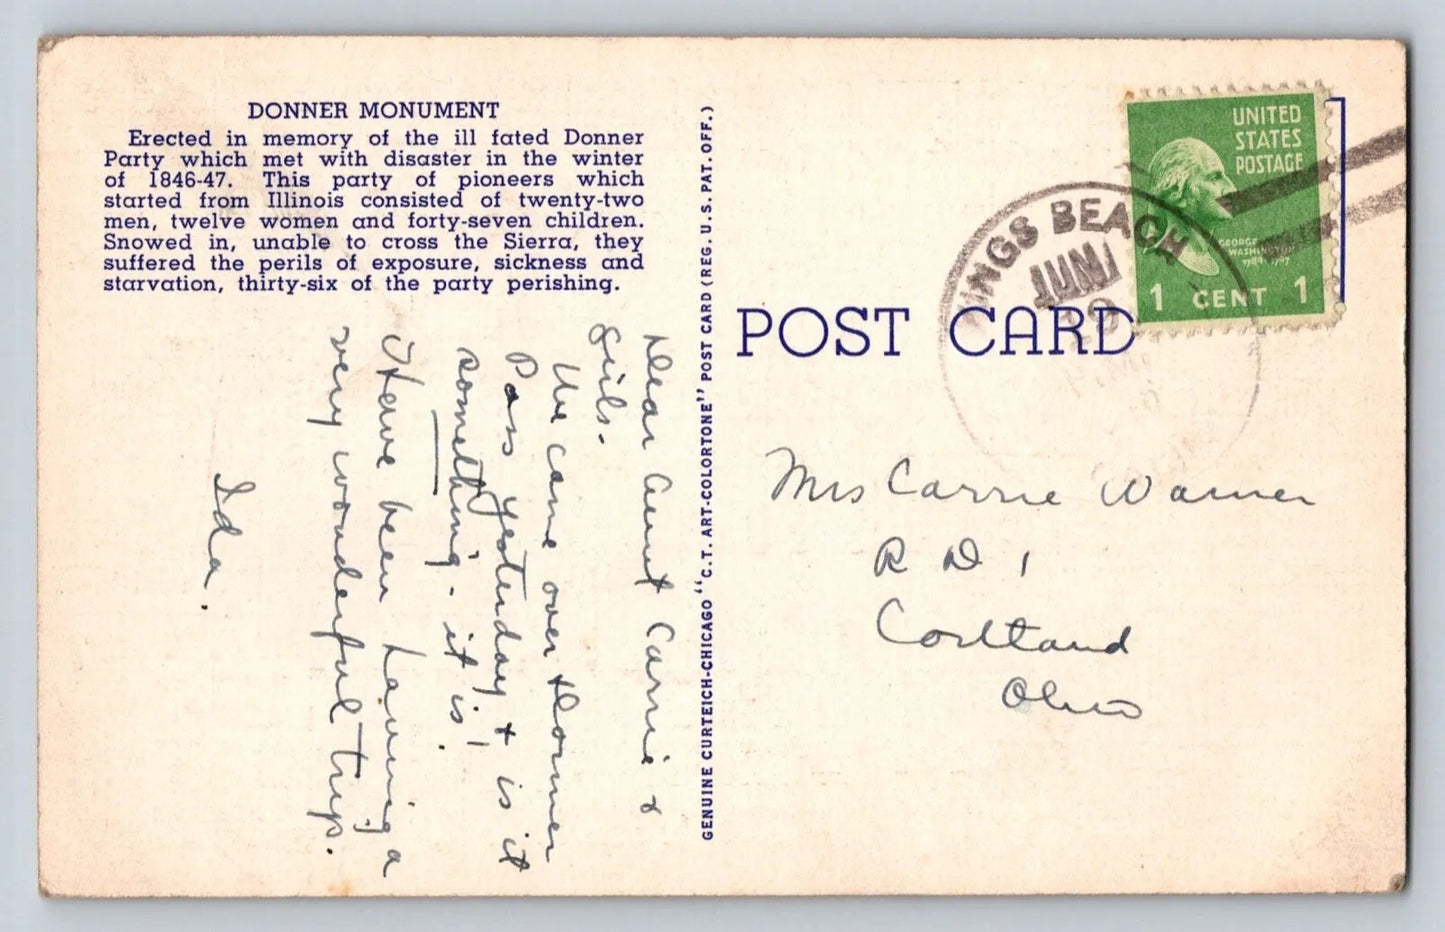 DONNER MONUMENT
Erected in memory of the ill fated Donner
Party which met with disaster in the winter
of 1846-47. This party of pioneers which
started from Illinois consisted of twenty-two
men, twelve women and forty-seven children.
Snowed in, unable to cross the Sierra, they
suffered the perils of exposure, sickness and
starvation, thirty-six of the party perishing.
Dear Aunt Carrie &
Girls.
We came over Donner
Pass yesterday & is it
something - it is!
Have been having a
very wonderful trip.
Ida.
GENUINE CURTEICH-CHICAGO "C.T. ART-COLORTONE" POST CARD (REG. U.S. PAT. OFF.)
POST CARD
KINGS BEACH
JUN
UNITED
STATES
POSTAGE
GEORGE
WASHINGTON
1789-1797
1 CENT 1
Mrs Carrie Warner
R D 1
Cortland
Ohio